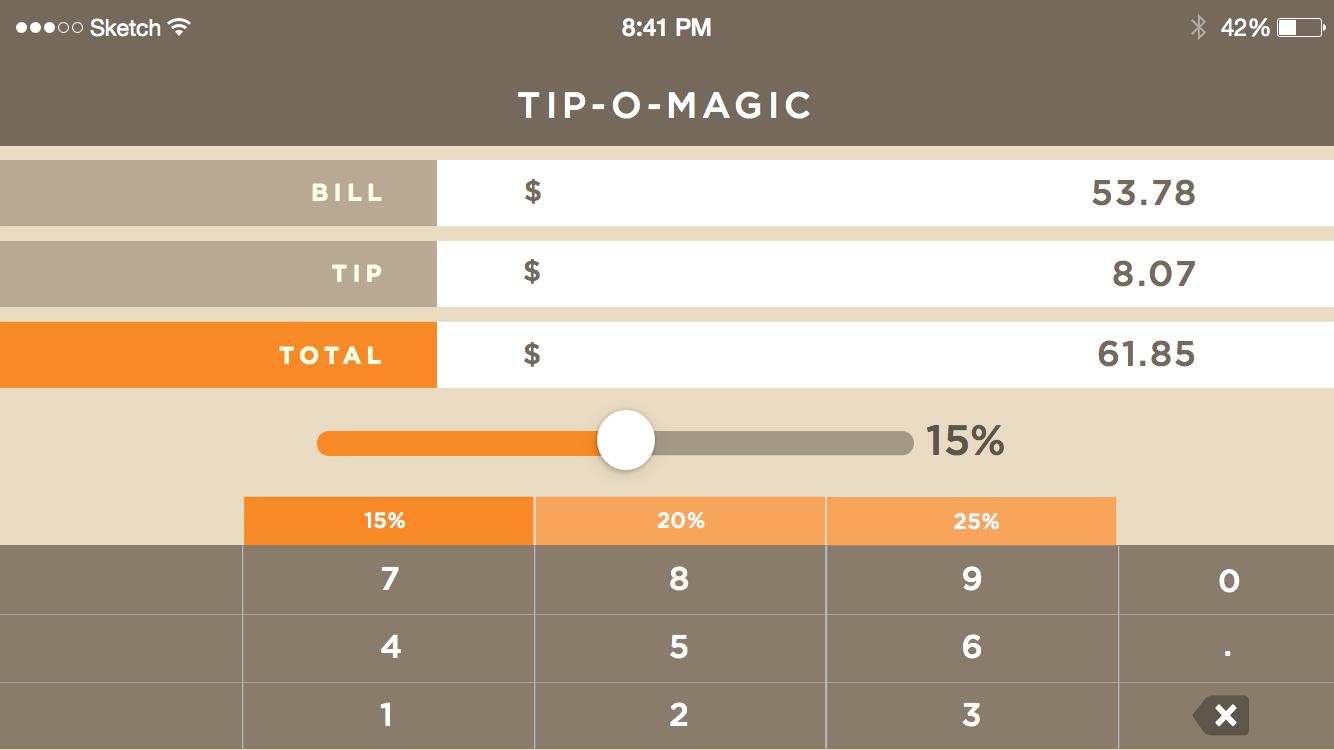 Sketch 8:41 PM 42%
TIP-O-MAGIC
BILL $ 53.78
TIP $ 8.07
TOTAL $ 61.85
15%
15% 20% 25%
7 8 9 0
4 5 6 .
1 2 3